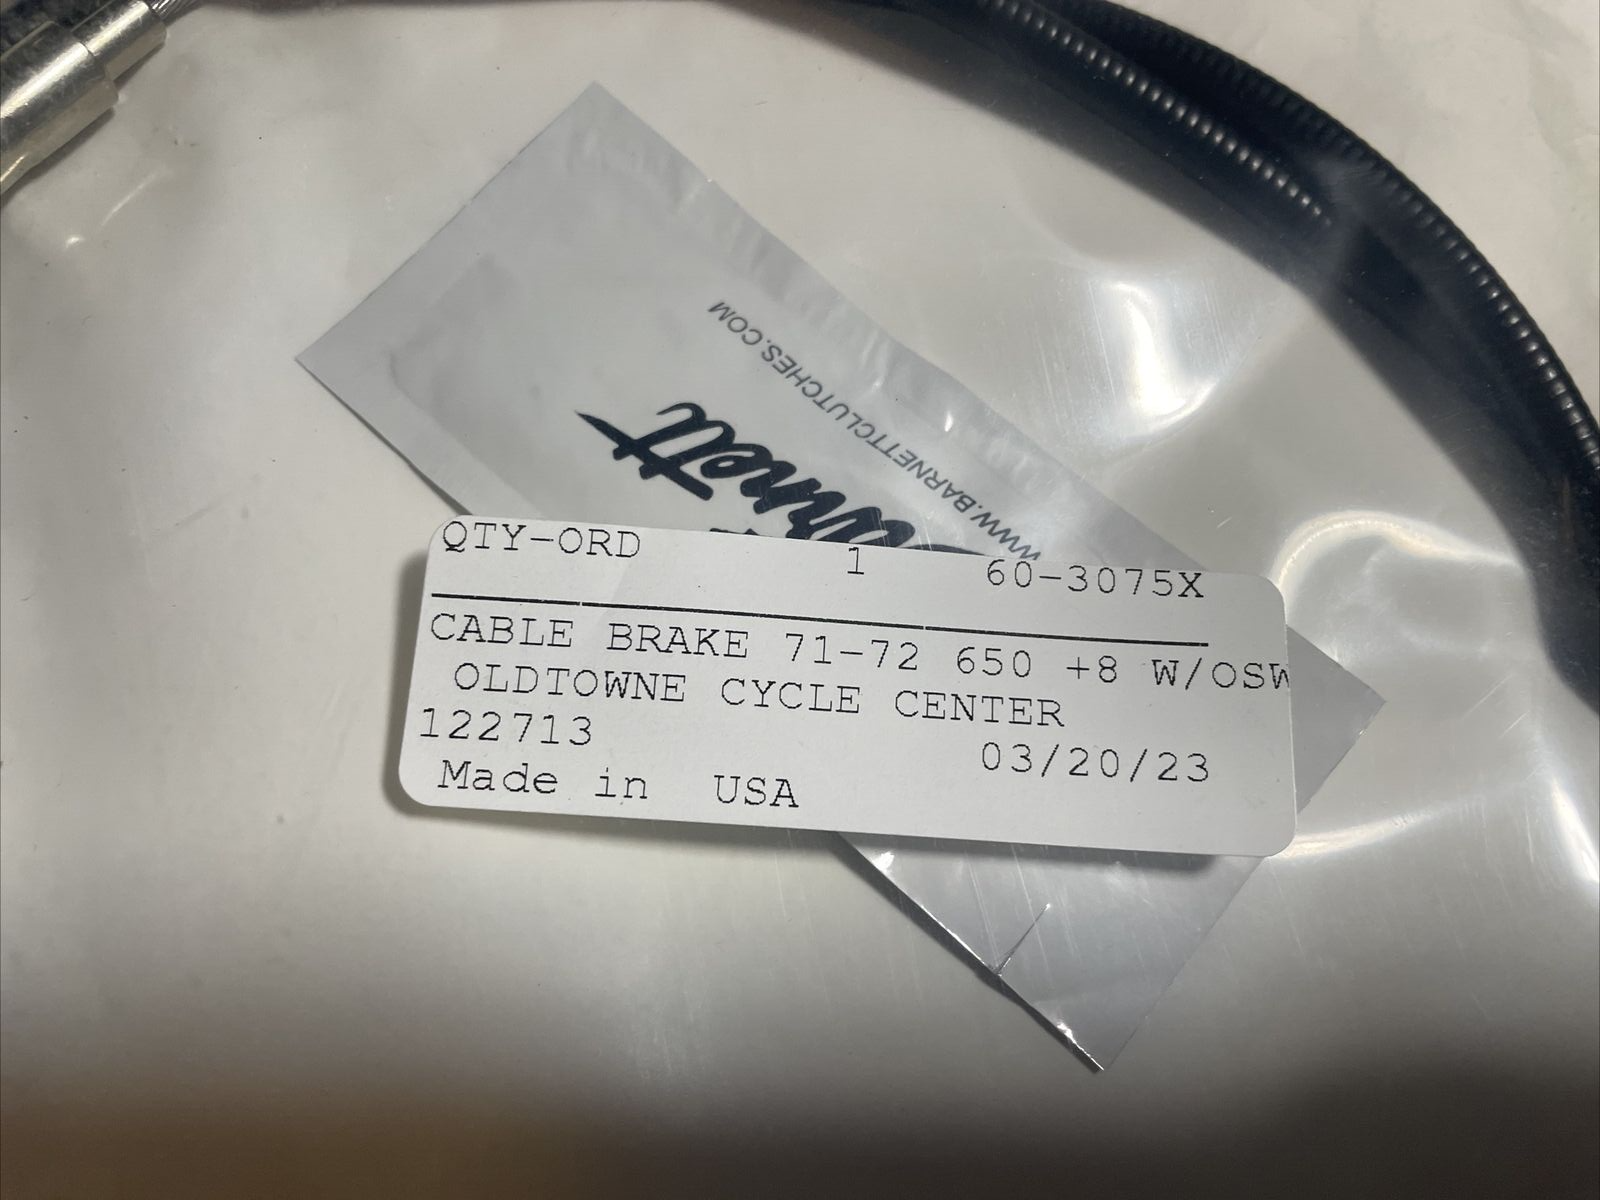 WWW.BARNETTCLUTCHES.COM
Barnett
QTY-ORD 1 60-3075X
CABLE BRAKE 71-72 650 +8 W/OSW
OLDTOWNE CYCLE CENTER
122713 03/20/23
Made in USA